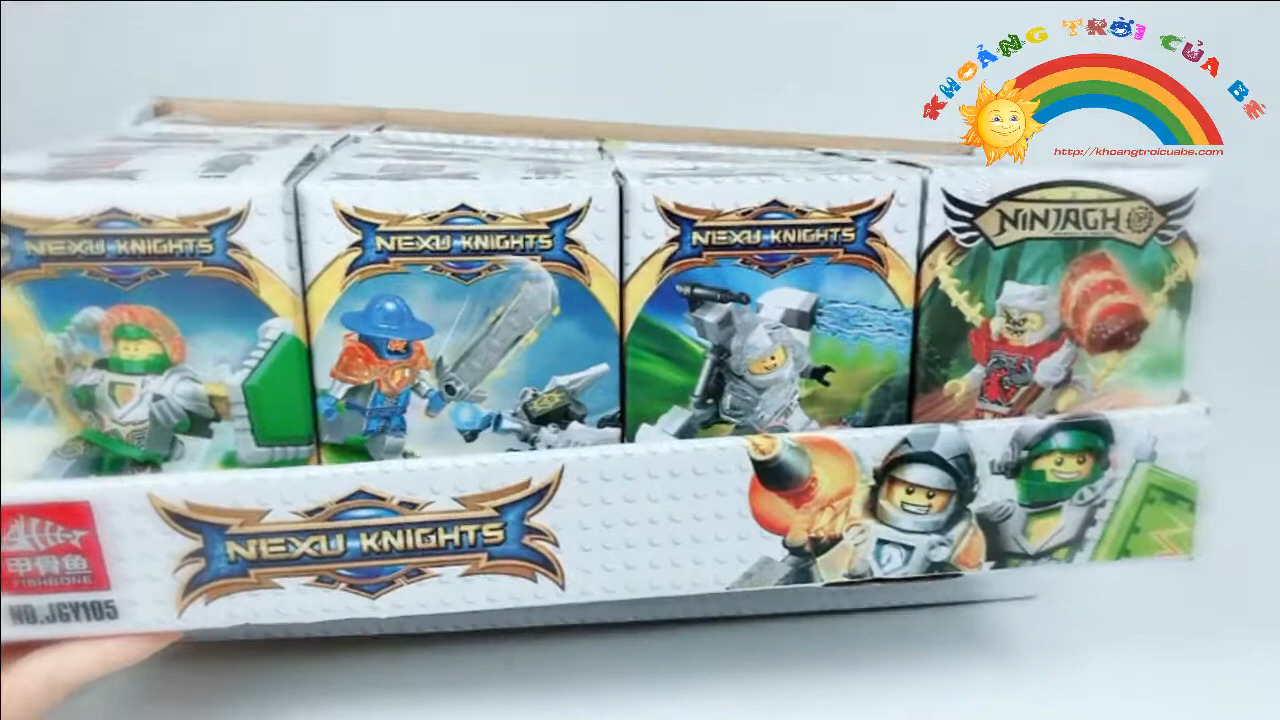 KHOẢNG TRỜI CỦA BÉ
http://khoangtroicuabe.com
NEXU KNIGHTS
NEXU KNIGHTS
NEXU KNIGHTS
NINJAGH
NEXU KNIGHTS
甲骨鱼
FISHBONE
NO.JGY105